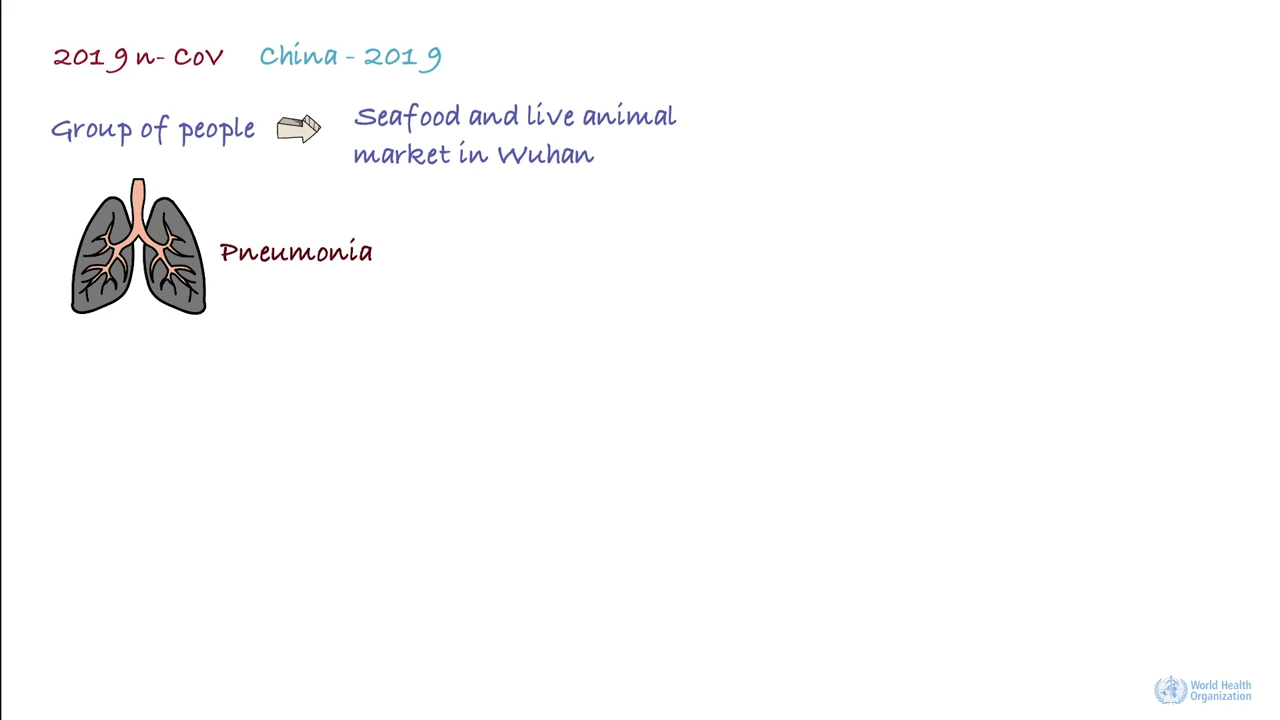 2019 n- CoV China - 2019
Group of people
Seafood and live animal
market in Wuhan
Pneumonia
World Health
Organization